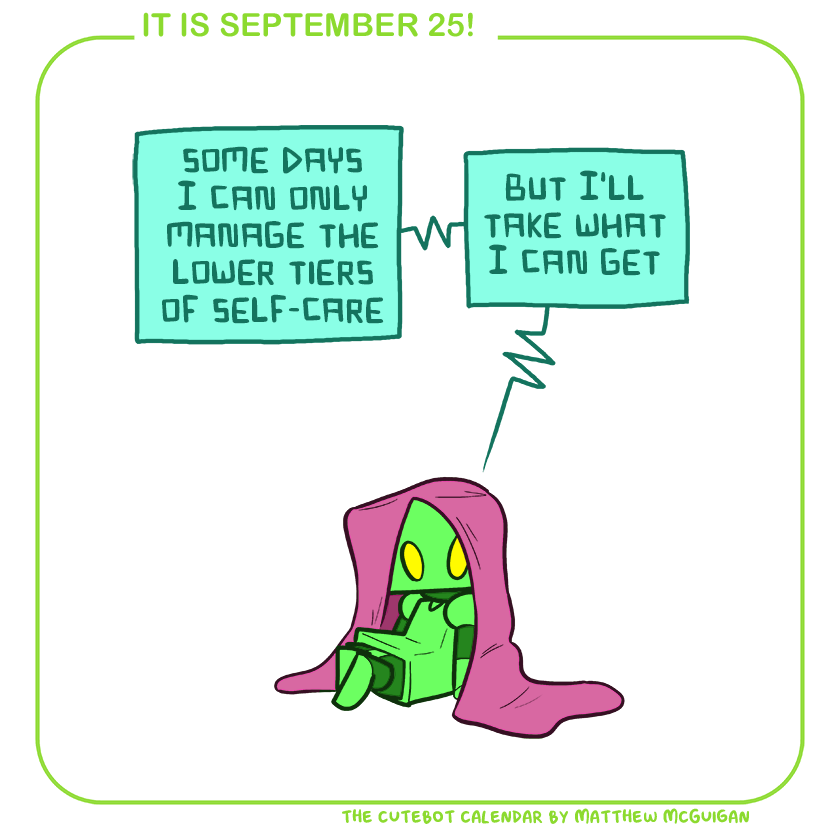 IT IS SEPTEMBER 25!
SOME DAYS
I CAN ONLY
MANAGE THE
LOWER TIERS
OF SELF-CARE
BUT I'LL
TAKE WHAT
I CAN GET
THE CUTEBOT CALENDAR BY MATTHEW MCGUIGAN